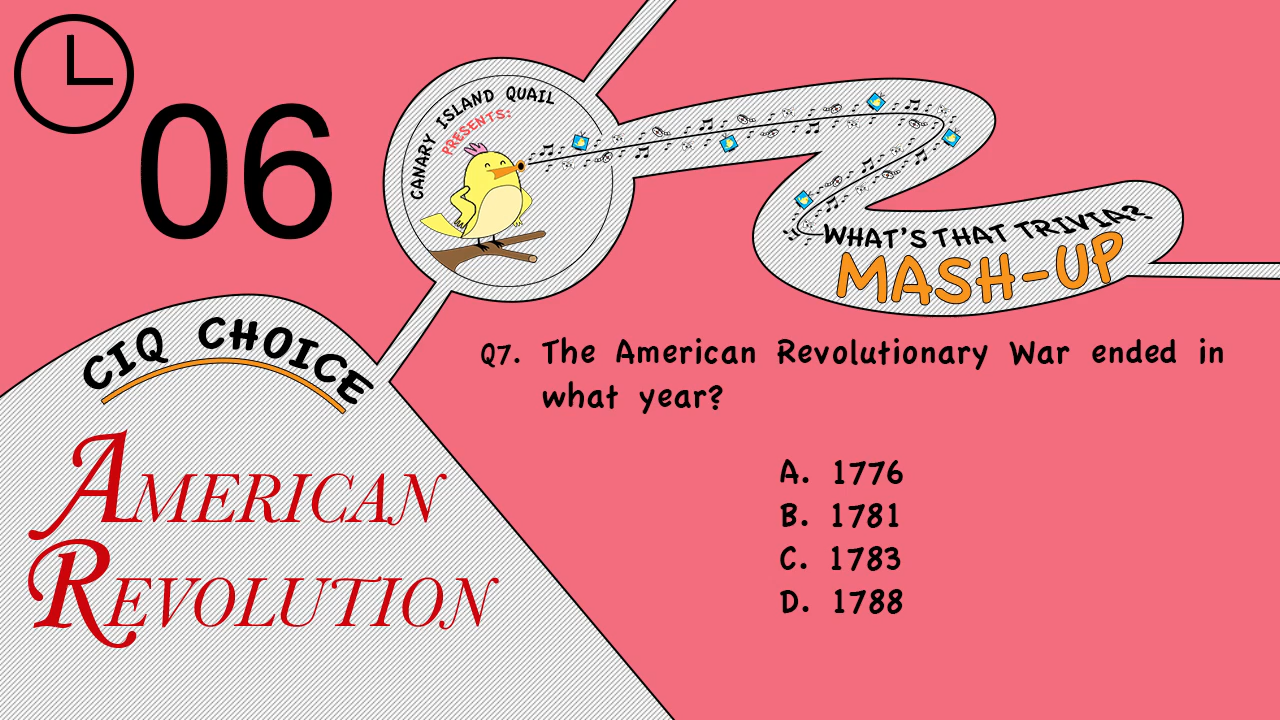 06
CANARY ISLAND QUAIL
PRESENTS:
WHAT'S THAT TRIVIA?
MASH-UP
CIQ CHOICE
AMERICAN
REVOLUTION
Q7. The American Revolutionary War ended in
what year?
A. 1776
B. 1781
C. 1783
D. 1788